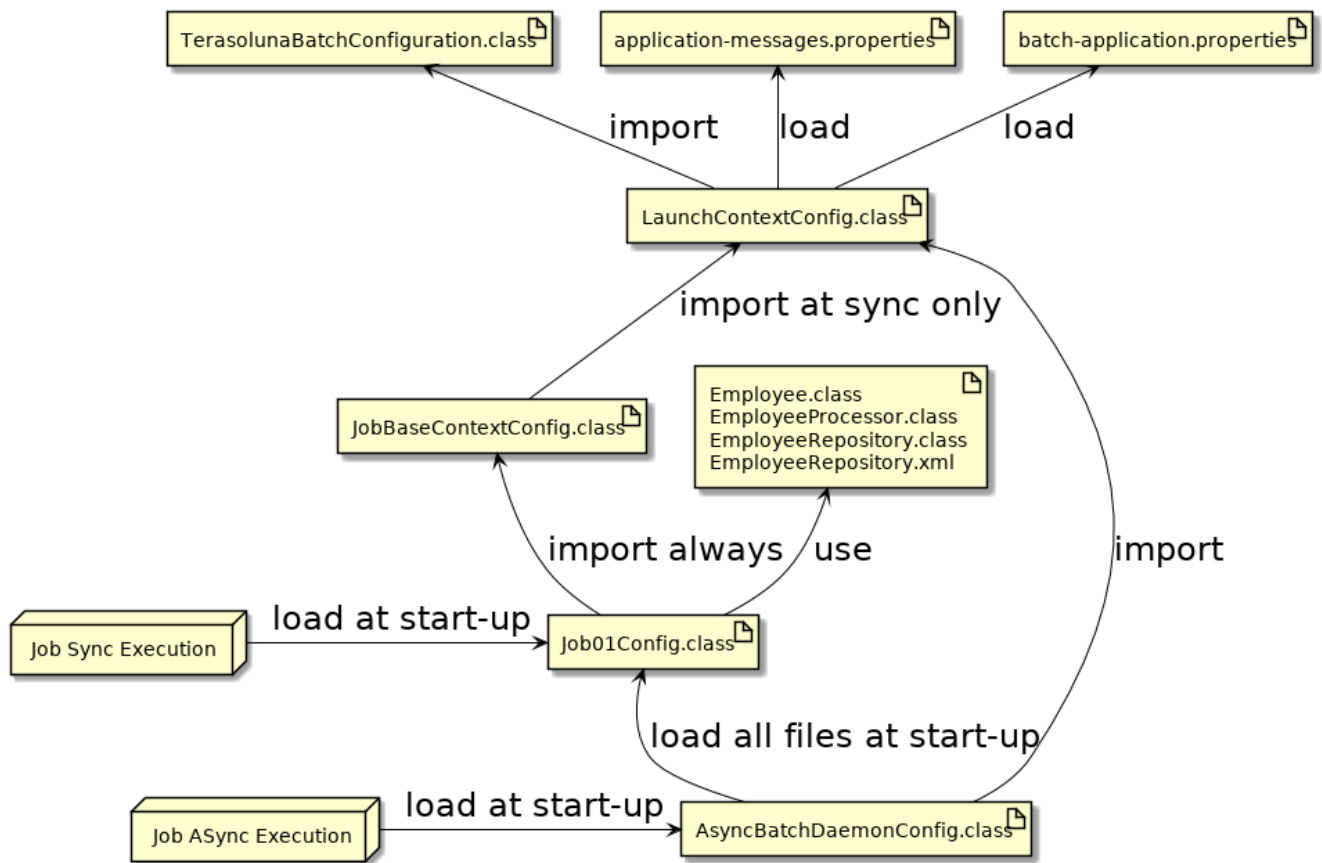 TerasolunaBatchConfiguration.class
application-messages.properties
batch-application.properties
import
load
load
LaunchContextConfig.class
import at sync only
Employee.class
EmployeeProcessor.class
EmployeeRepository.class
EmployeeRepository.xml
JobBaseContextConfig.class
import always
use
import
load at start-up
Job Sync Execution
Job01Config.class
load all files at start-up
load at start-up
Job ASync Execution
AsyncBatchDaemonConfig.class